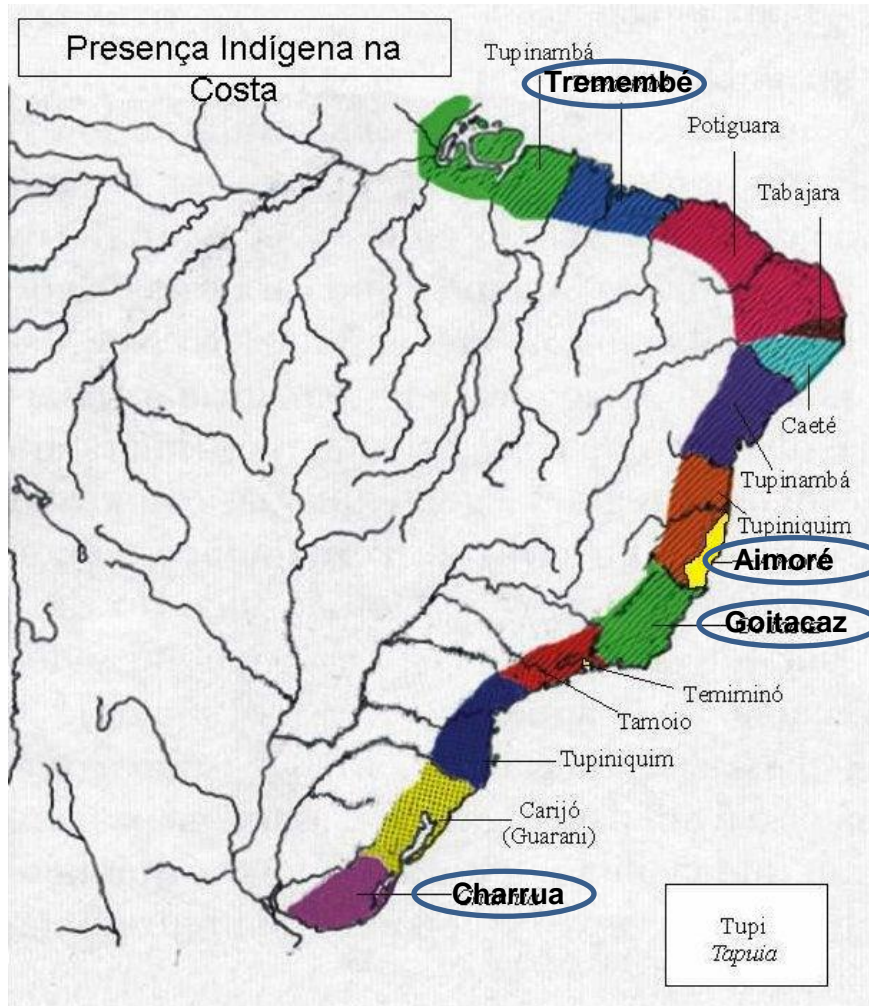 Presença Indígena na
Costa
Tupinambá
Tremembé
Potiguara
Tabajara
Caeté
Tupinambá
Tupiniquim
Aimoré
Goitacaz
Temiminó
Tamoio
Tupiniquim
Carijó
(Guarani)
Charrua
Tupi
Tapuia